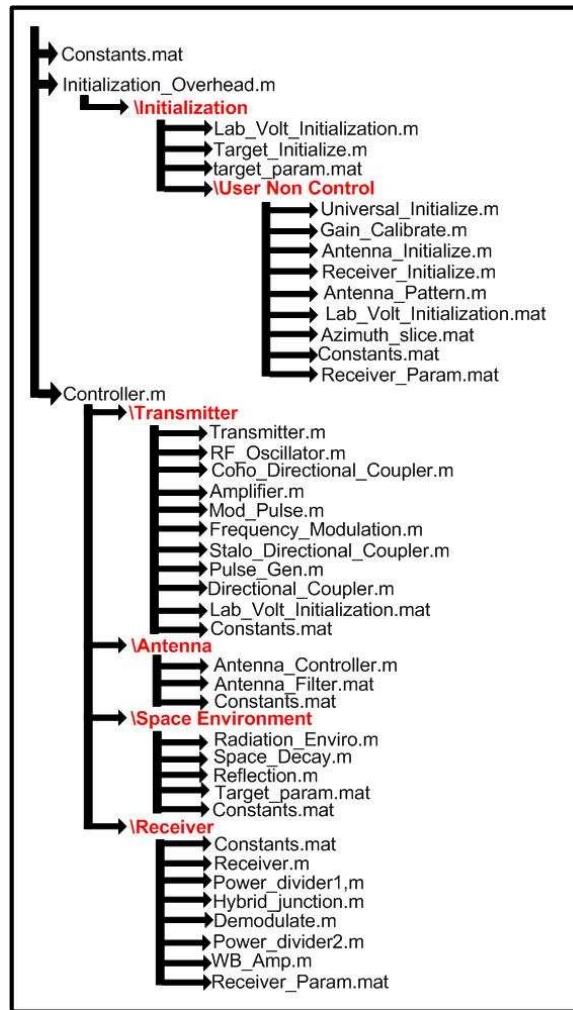 Constants.mat
Initialization_Overhead.m
\Initialization
Lab_Volt_Initialization.m
Target_Initialize.m
target_param.mat
\User Non Control
Universal_Initialize.m
Gain_Calibrate.m
Antenna_Initialize.m
Receiver_Initialize.m
Antenna_Pattern.m
Lab_Volt_Initialization.mat
Azimuth_slice.mat
Constants.mat
Receiver_Param.mat
Controller.m
\Transmitter
Transmitter.m
RF_Oscillator.m
Coho_Directional_Coupler.m
Amplifier.m
Mod_Pulse.m
Frequency_Modulation.m
Stalo_Directional_Coupler.m
Pulse_Gen.m
Directional_Coupler.m
Lab_Volt_Initialization.mat
Constants.mat
\Antenna
Antenna_Controller.m
Antenna_Filter.mat
Constants.mat
\Space Environment
Radiation_Enviro.m
Space_Decay.m
Reflection.m
Target_param.mat
Constants.mat
\Receiver
Constants.mat
Receiver.m
Power_divider1,m
Hybrid_junction.m
Demodulate.m
Power_divider2.m
WB_Amp.m
Receiver_Param.mat